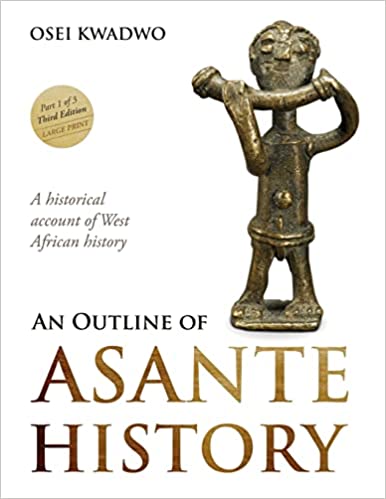 OSEI KWADWO
Part 1 of 3
Third Edition
LARGE PRINT
A historical
account of West
African history
AN OUTLINE OF
ASANTE
HISTORY